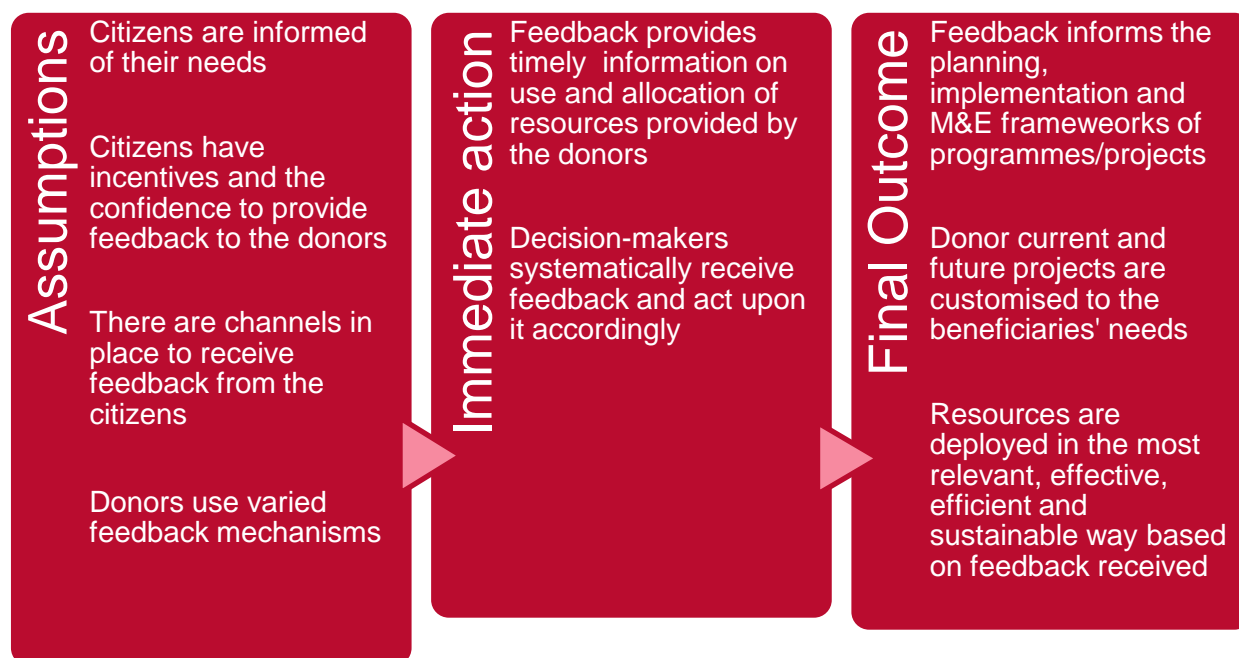 Assumptions
Citizens are informed
of their needs
Citizens have
incentives and the
confidence to provide
feedback to the donors
There are channels in
place to receive
feedback from the
citizens
Donors use varied
feedback mechanisms
Immediate action
Feedback provides
timely  information on
use and allocation of
resources provided by
the donors
Decision-makers
systematically receive
feedback and act upon
it accordingly
Final Outcome
Feedback informs the
planning,
implementation and
M&E frameweorks of
programmes/projects
Donor current and
future projects are
customised to the
beneficiaries' needs
Resources are
deployed in the most
relevant, effective,
efficient and
sustainable way based
on feedback received